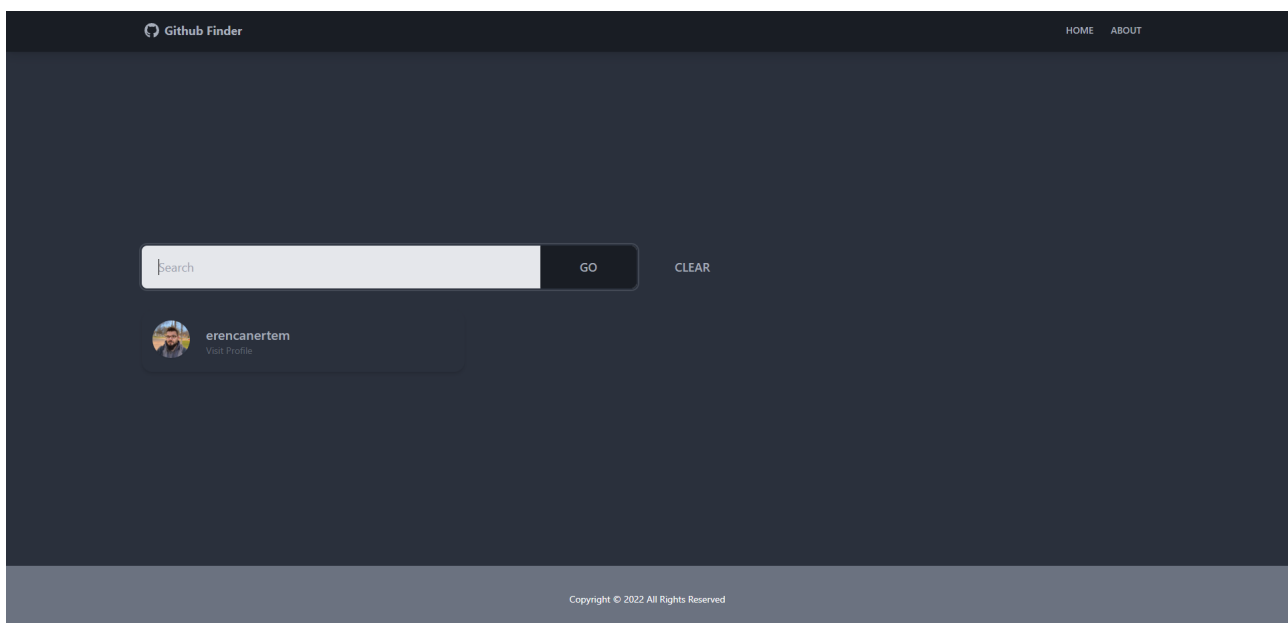 Github Finder
HOME ABOUT
Search GO CLEAR
erencanertem
Visit Profile
Copyright © 2022 All Rights Reserved